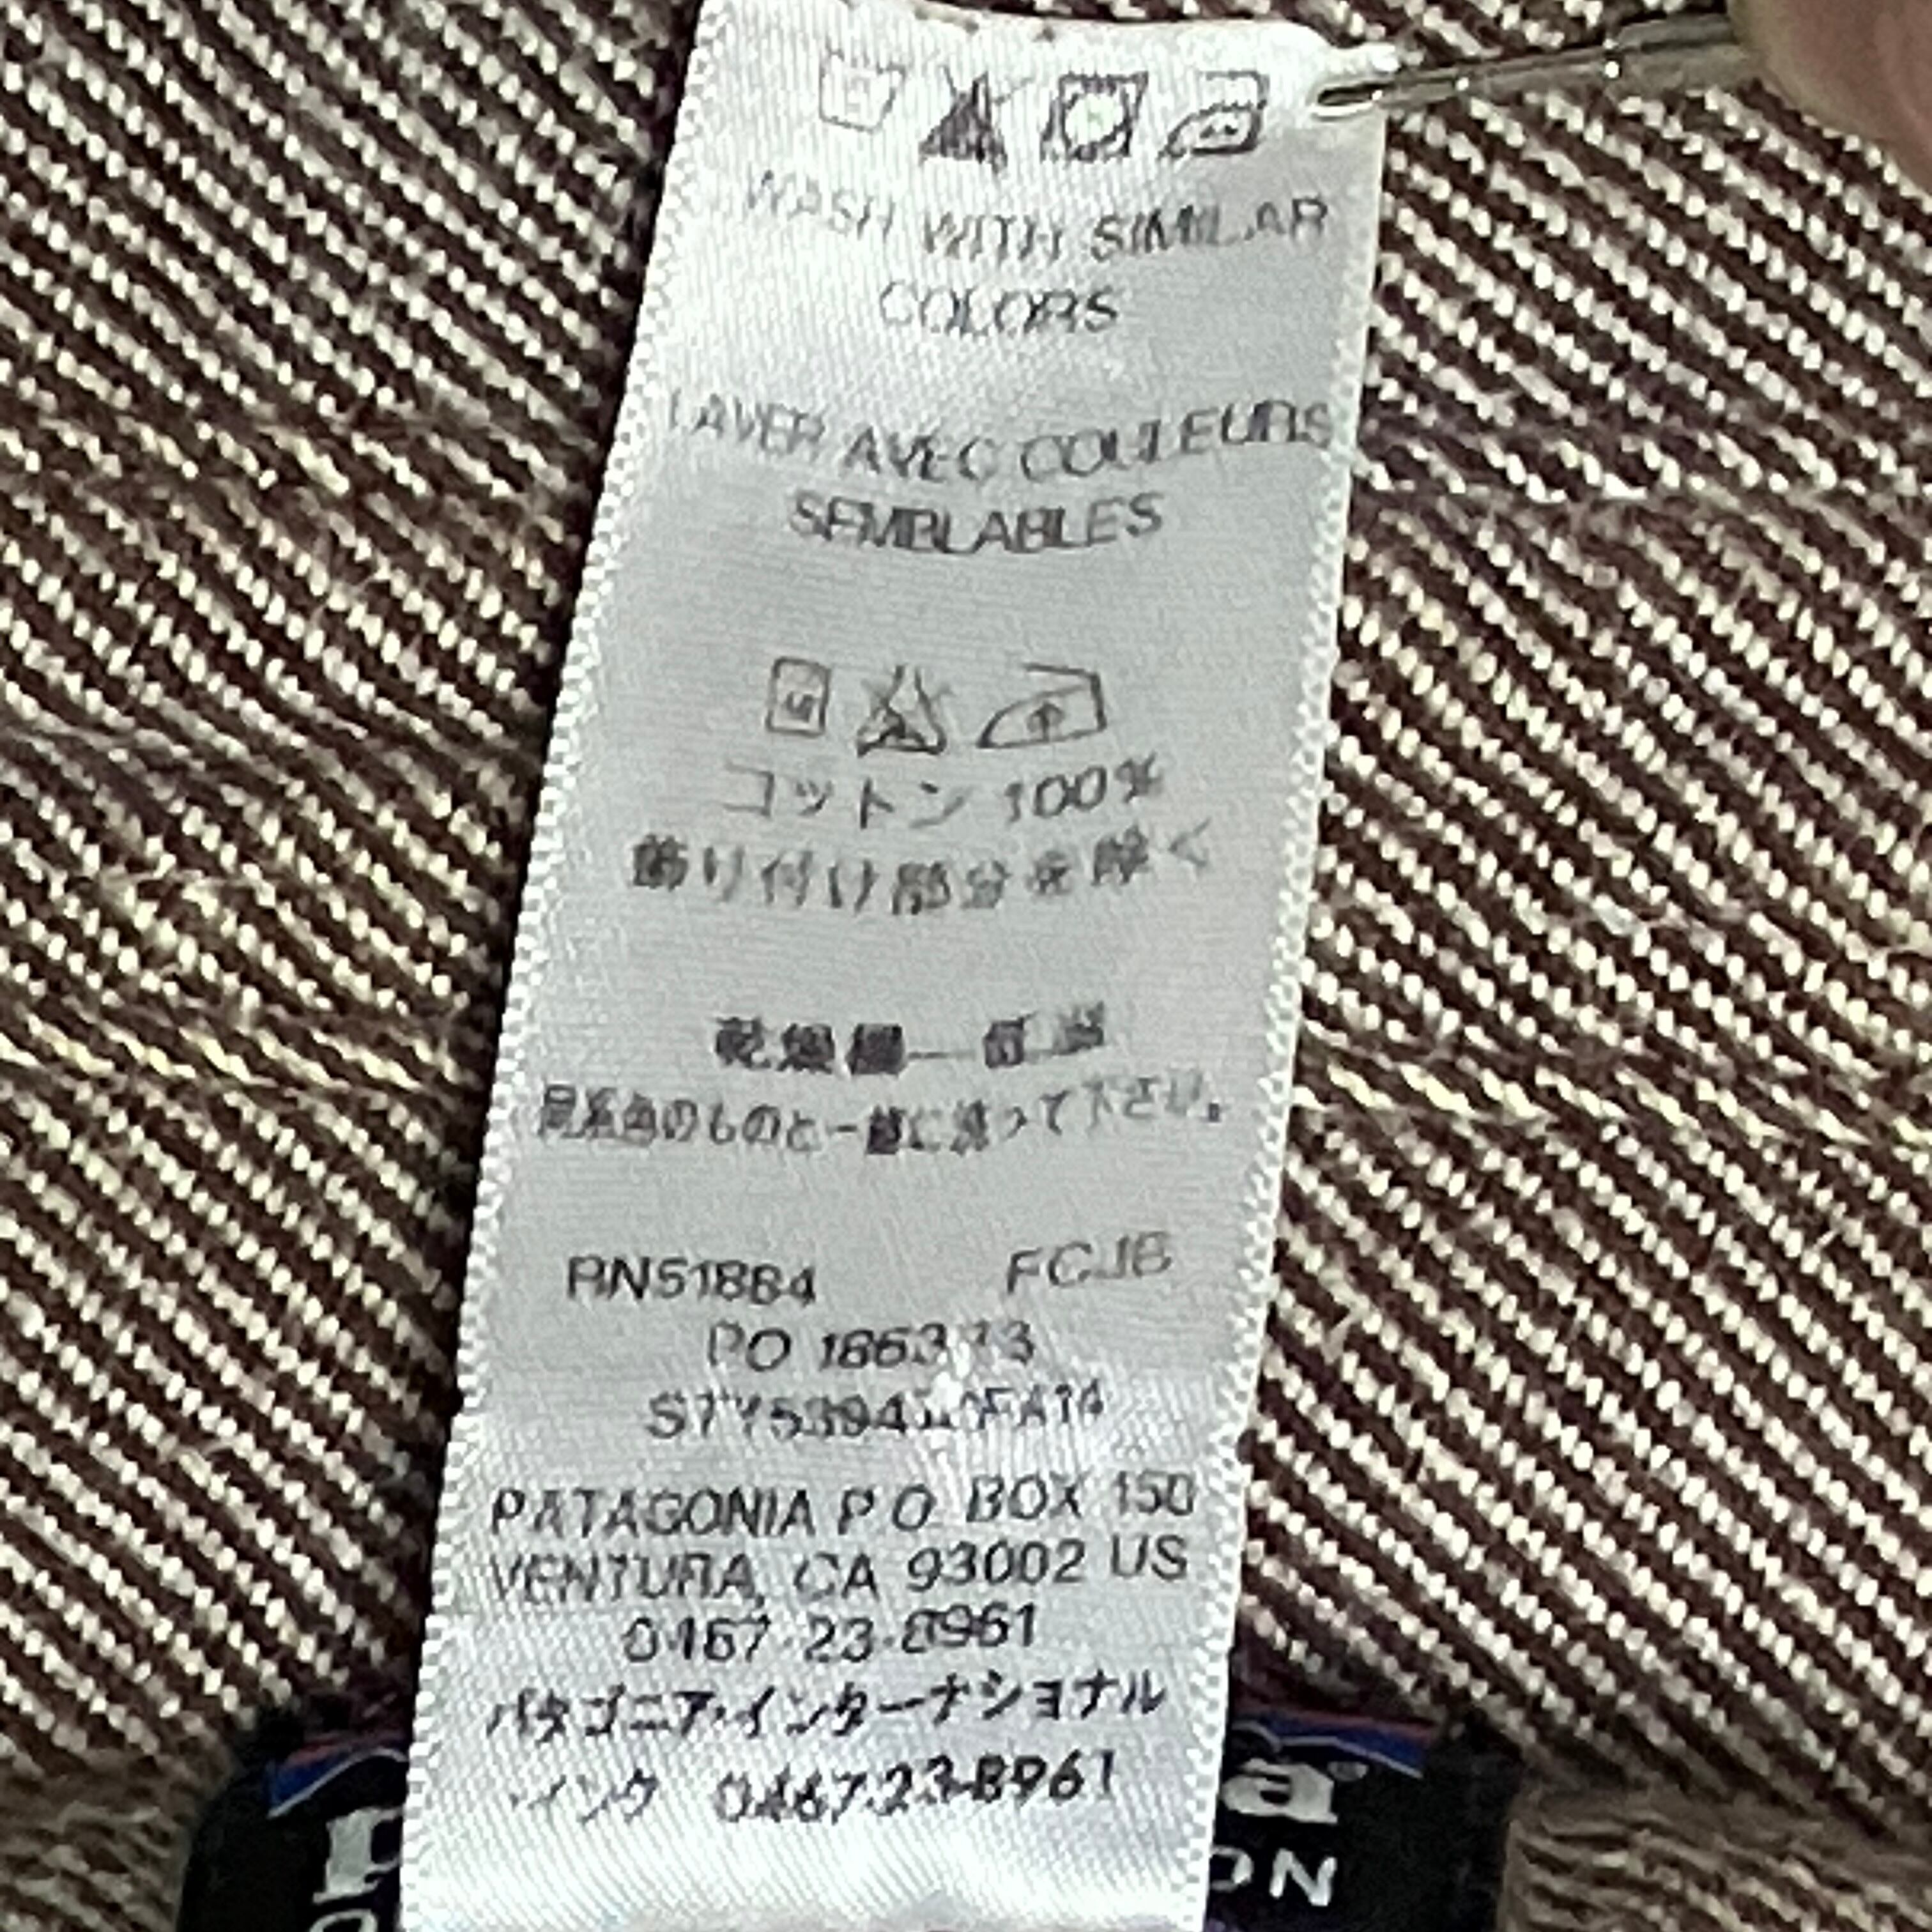 WASH WITH SIMILAR
COLORS
LAVER AVEC COULEURS
SEMBLABLES
コットン 100%
飾り付け部分を除く
乾燥機—低温
同系色のものと一緒に洗って下さい。
RN51884 FCJB
PO
PATAGONIA P.O. BOX 150
VENTURA, CA 93002 US
0467-23-8961
パタゴニア・インターナショナル
・インク 0467-23-8961